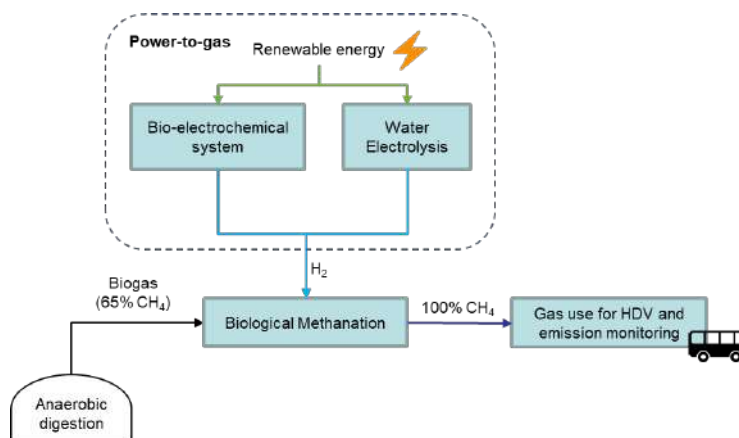 Power-to-gas
Renewable energy
Bio-electrochemical
system
Water
Electrolysis
H₂
Biogas
(65% CH₄)
Biological Methanation
100% CH₄
Gas use for HDV and
emission monitoring
Anaerobic
digestion